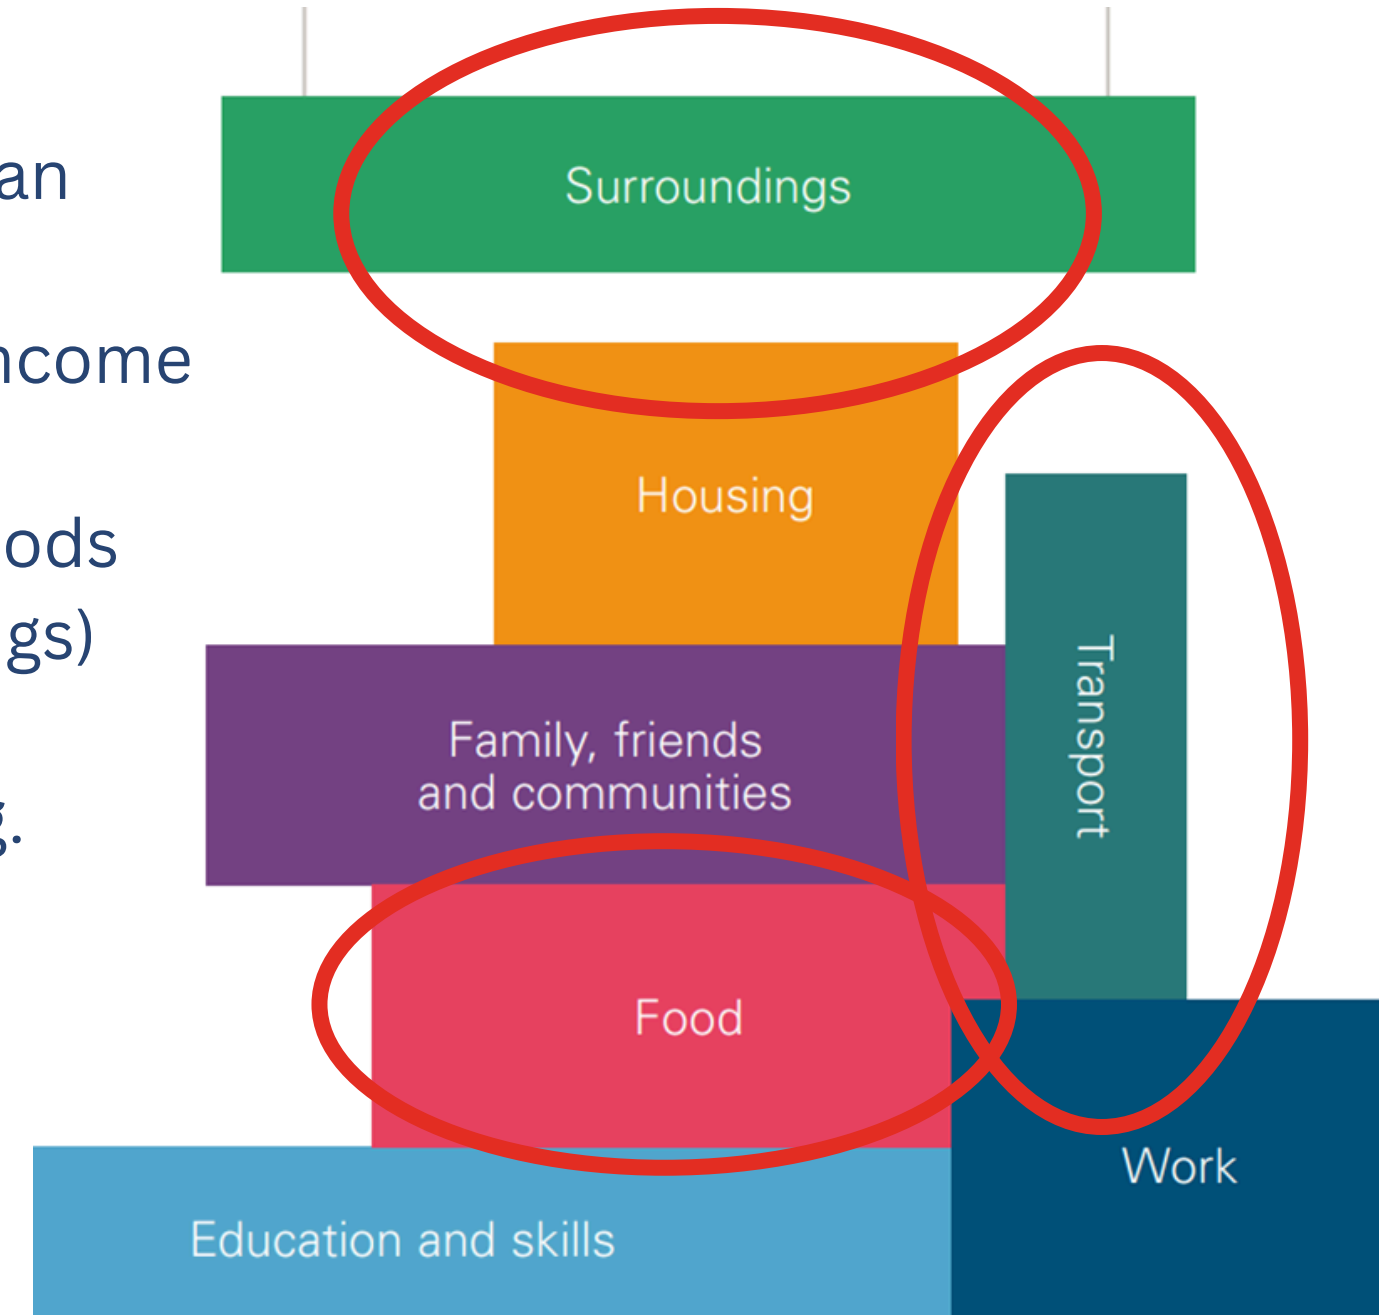 an
ncome
ods
gs)
g.
Surroundings
Housing
Transport
Family, friends
and communities
Food
Work
Education and skills